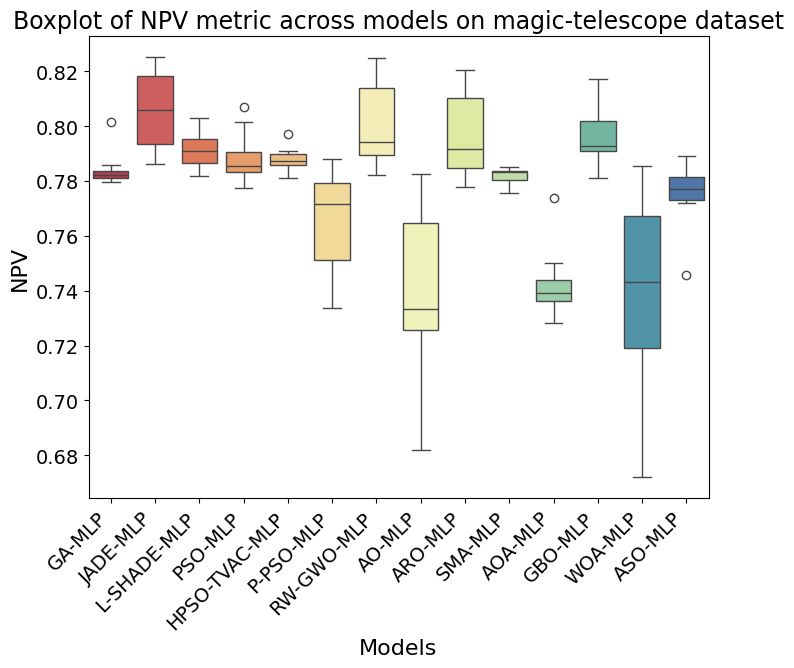 Boxplot of NPV metric across models on magic-telescope dataset
NPV
0.82
0.80
0.78
0.76
0.74
0.72
0.70
0.68
GA-MLP
JADE-MLP
L-SHADE-MLP
PSO-MLP
HPSO-TVAC-MLP
P-PSO-MLP
RW-GWO-MLP
AO-MLP
ARO-MLP
SMA-MLP
AOA-MLP
GBO-MLP
WOA-MLP
ASO-MLP
Models